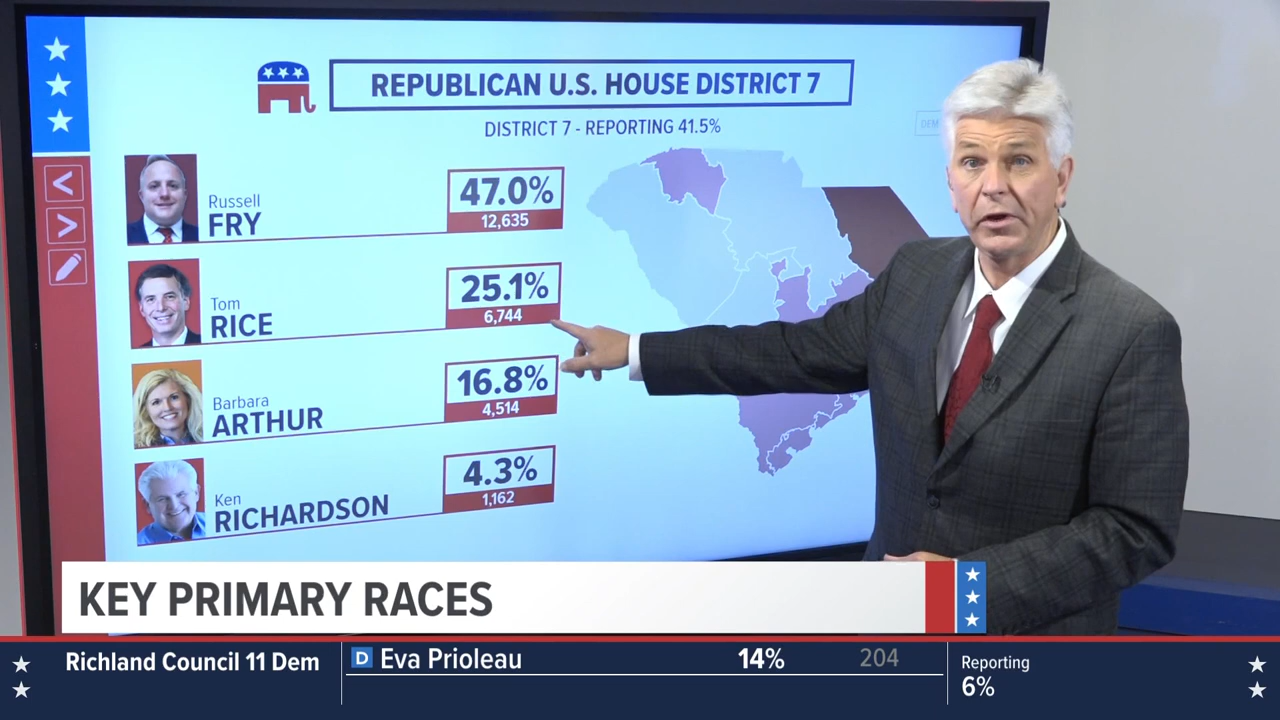 REPUBLICAN U.S. HOUSE DISTRICT 7
DISTRICT 7 - REPORTING 41.5%
DEM
Russell
FRY
47.0%
12,635
Tom
RICE
25.1%
6,744
Barbara
ARTHUR
16.8%
4,514
Ken
RICHARDSON
4.3%
1,162
KEY PRIMARY RACES
Richland Council 11 Dem
D Eva Prioleau 14% 204
Reporting
6%